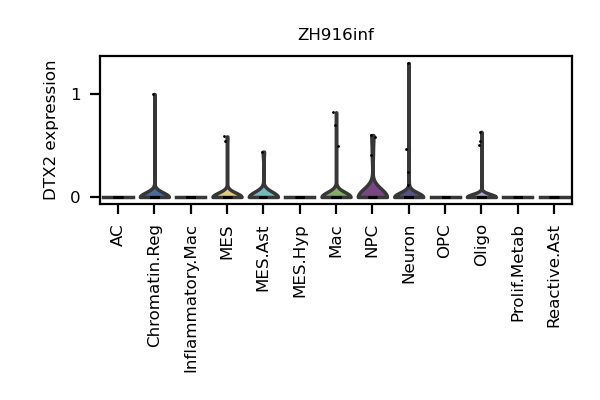 ZH916inf
DTX2 expression
1
0
AC
Chromatin.Reg
Inflammatory.Mac
MES
MES.Ast
MES.Hyp
Mac
NPC
Neuron
OPC
Oligo
Prolif.Metab
Reactive.Ast